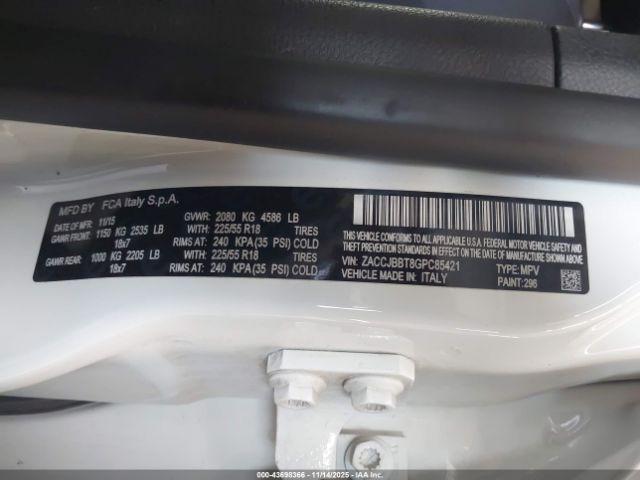 MFD BY FCA Italy S.p.A.
DATE OF MFR: 11/15 GVWR: 2080 KG 4586 LB
GAWR FRONT: 1150 KG 2535 LB WITH 225/55 R18 TIRES
18x7 RIMS AT: 240 KPA(35 PSI) COLD
GAWR REAR: 1000 KG 2205 LB WITH 225/55 R18 TIRES
18x7 RIMS AT: 240 KPA(35 PSI) COLD
THIS VEHICLE CONFORMS TO ALL APPLICABLE U.S.A. FEDERAL MOTOR
VEHICLE SAFETY, BUMPER, AND THEFT
PREVENTION STANDARDS IN EFFECT ON THE DATE OF MANUFACTURE SHOWN ABOVE.
VIN: ZACCJBBT8GPC85421 TYPE: MPV
VEHICLE MADE IN: ITALY PAINT: 296
000-43698366 - 11/14/2025 - IAAI.COM